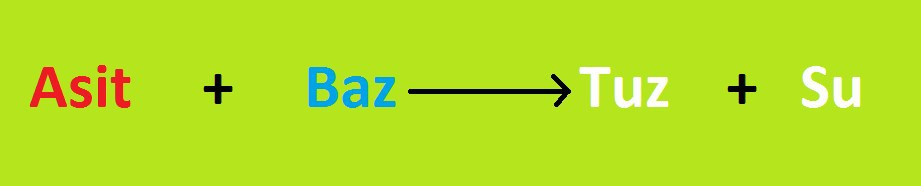 Asit + Baz → Tuz + Su